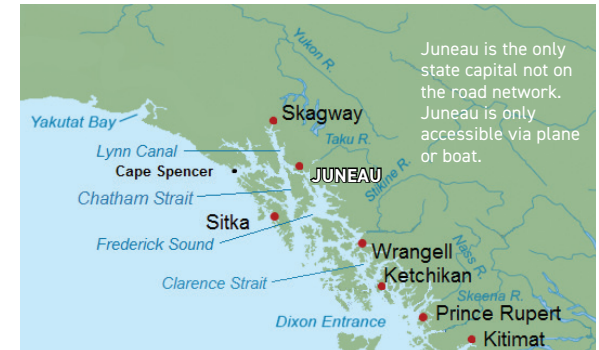 Yukon R.
Juneau is the only
state capital not on
the road network.
Juneau is only
accessible via plane
or boat.
Skagway
Yakutat Bay
Taku R.
Lynn Canal
Cape Spencer
JUNEAU
Stikine R.
Chatham Strait
Sitka
Frederick Sound
Wrangell
Nass R.
Ketchikan
Clarence Strait
Skeena R.
Prince Rupert
Dixon Entrance
Kitimat